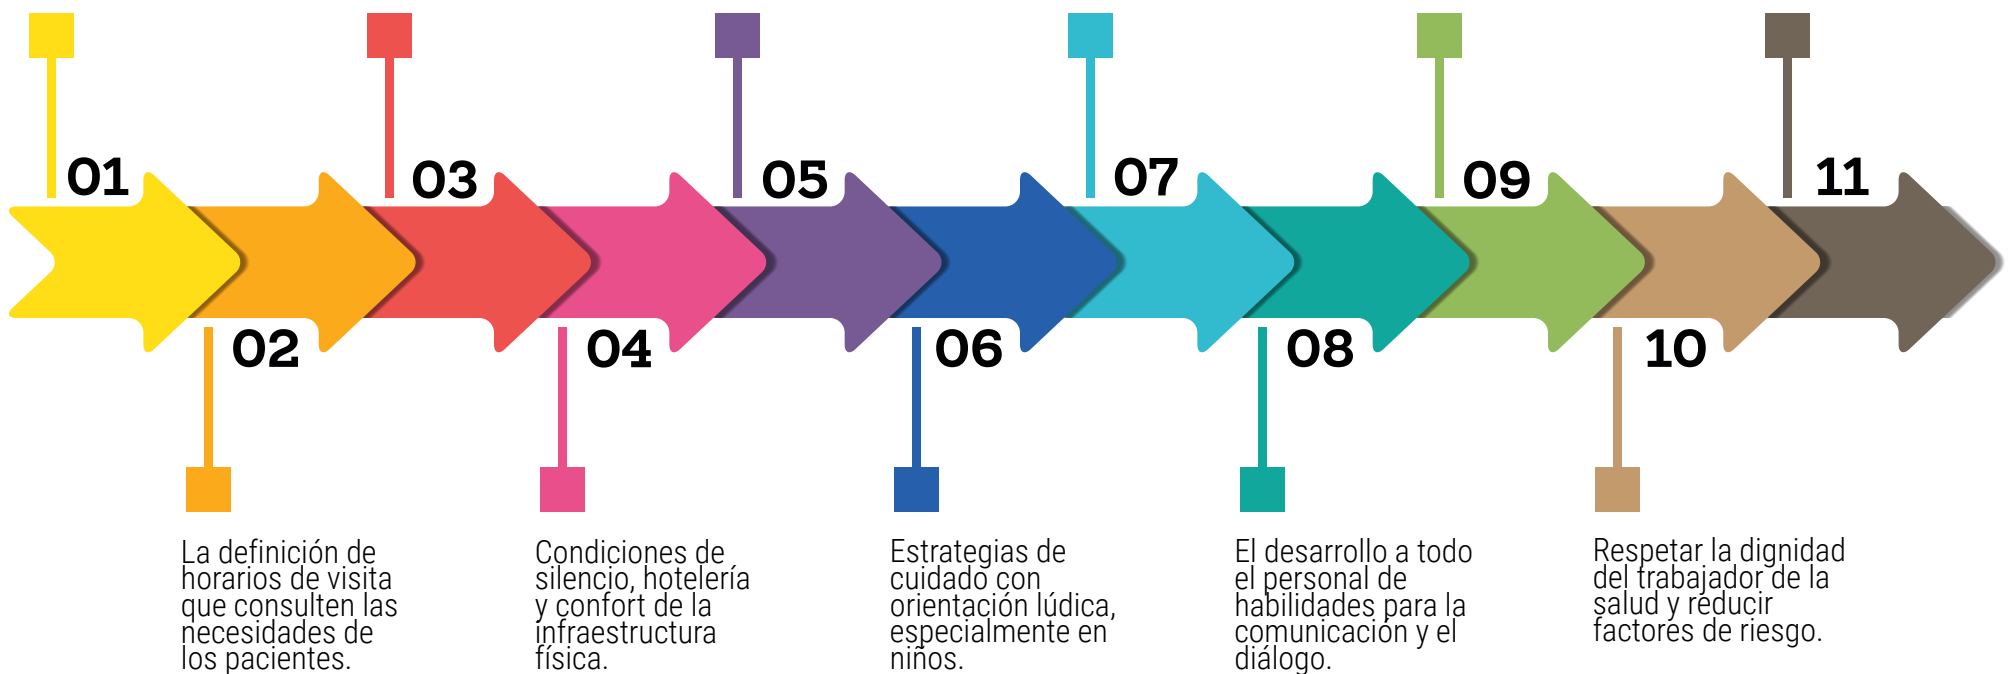 01
03
05
07
09
11
02
04
06
08
10
La definición de
horarios de visita
que consulten las
necesidades de
los pacientes.
Condiciones de
silencio, hotelería
y confort de la
infraestructura
física.
Estrategias de
cuidado con
orientación lúdica,
especialmente en
niños.
El desarrollo a todo
el personal de
habilidades para la
comunicación y el
diálogo.
Respetar la dignidad
del trabajador de la
salud y reducir
factores de riesgo.